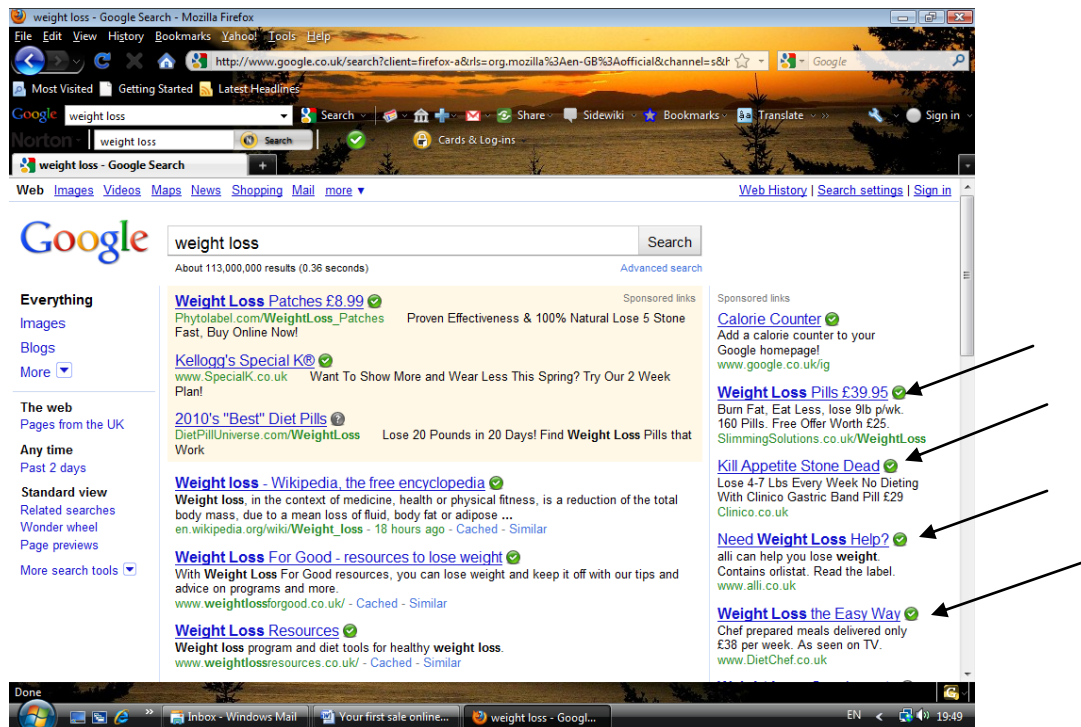 weight loss - Google Search - Mozilla Firefox
File Edit View History Bookmarks Yahoo! Tools Help
http://www.google.co.uk/search?client=firefox-a&rls=org.mozilla%3Aen-GB%3Aofficial&channel=s&h
Google
Most Visited Getting Started Latest Headlines
Google weight loss Search Share Sidewiki Bookmarks Translate Sign in
Norton weight loss Search Cards & Log-ins
weight loss - Google Search
Web Images Videos Maps News Shopping Mail more ▼
Web History | Search settings | Sign in
Google
weight loss
Search
About 113,000,000 results (0.36 seconds)
Advanced search
Everything
Images
Blogs
More
The web
Pages from the UK
Any time
Past 2 days
Standard view
Related searches
Wonder wheel
Page previews
More search tools
Sponsored links
Weight Loss Patches £8.99
Phytolabel.com/WeightLoss_Patches Proven Effectiveness & 100% Natural Lose 5 Stone
Fast, Buy Online Now!
Kellogg's Special K®
www.SpecialK.co.uk Want To Show More and Wear Less This Spring? Try Our 2 Week
Plan!
2010's "Best" Diet Pills
DietPillUniverse.com/WeightLoss Lose 20 Pounds in 20 Days! Find Weight Loss Pills that
Work
Weight loss - Wikipedia, the free encyclopedia
Weight loss, in the context of medicine, health or physical fitness, is a reduction of the total
body mass, due to a mean loss of fluid, body fat or adipose ...
en.wikipedia.org/wiki/Weight_loss - 18 hours ago - Cached - Similar
Weight Loss For Good - resources to lose weight
With Weight Loss For Good resources, you can lose weight and keep it off with our tips and
advice on programs and more.
www.weightlossforgood.co.uk/ - Cached - Similar
Weight Loss Resources
Weight loss program and diet tools for healthy weight loss.
www.weightlossresources.co.uk/ - Cached - Similar
Sponsored links
Calorie Counter
Add a calorie counter to your
Google homepage!
www.google.co.uk/ig
Weight Loss Pills £39.95
Burn Fat, Eat Less, lose 9lb p/wk.
160 Pills. Free Offer Worth £25.
SlimmingSolutions.co.uk/WeightLoss
Kill Appetite Stone Dead
Lose 4-7 Lbs Every Week No Dieting
With Clinico Gastric Band Pill £29
Clinico.co.uk
Need Weight Loss Help?
alli can help you lose weight.
Contains orlistat. Read the label.
www.alli.co.uk
Weight Loss the Easy Way
Chef prepared meals delivered only
£38 per week. As seen on TV.
www.DietChef.co.uk
Done
Inbox - Windows Mail
Your first sale online...
weight loss - Googl...
EN
19:49